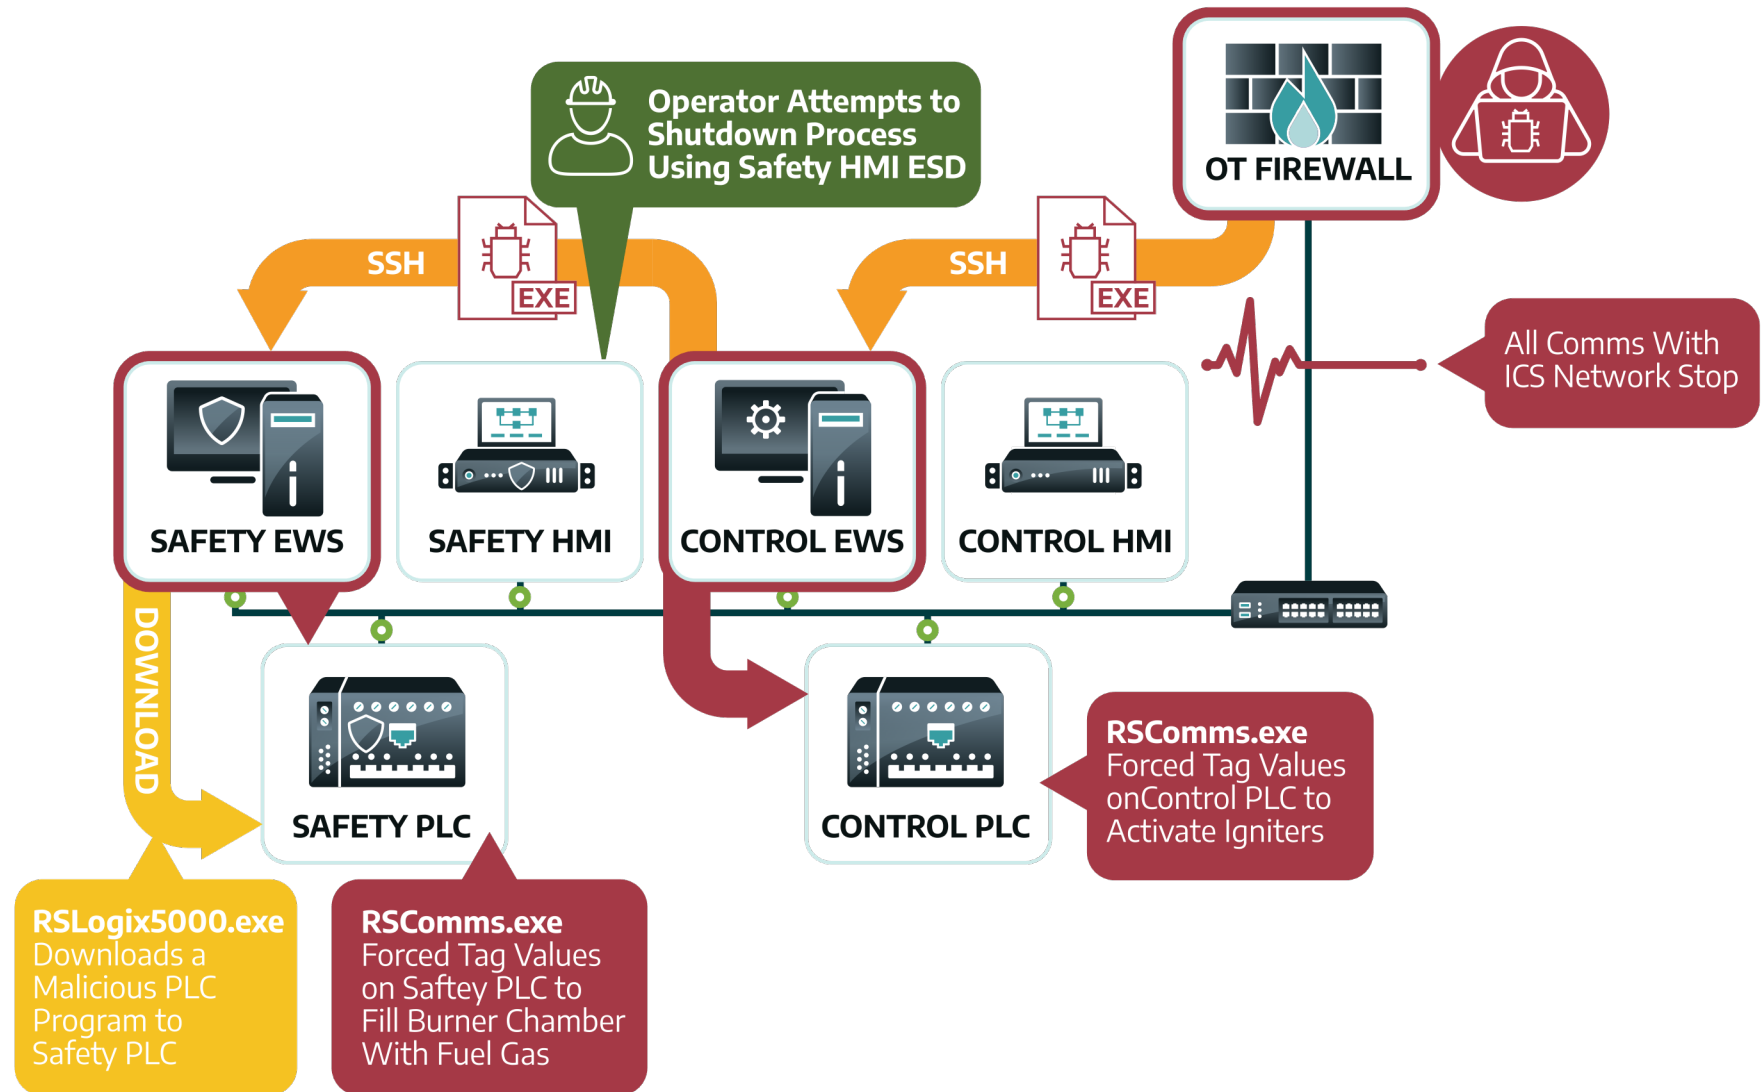 Operator Attempts to
Shutdown Process
Using Safety HMI ESD
OT FIREWALL
SSH
EXE
SSH
EXE
All Comms With
ICS Network Stop
SAFETY EWS
SAFETY HMI
CONTROL EWS
CONTROL HMI
DOWNLOAD
SAFETY PLC
CONTROL PLC
RSComms.exe
Forced Tag Values
onControl PLC to
Activate Igniters
RSLogix5000.exe
Downloads a
Malicious PLC
Program to
Safety PLC
RSComms.exe
Forced Tag Values
on Saftey PLC to
Fill Burner Chamber
With Fuel Gas